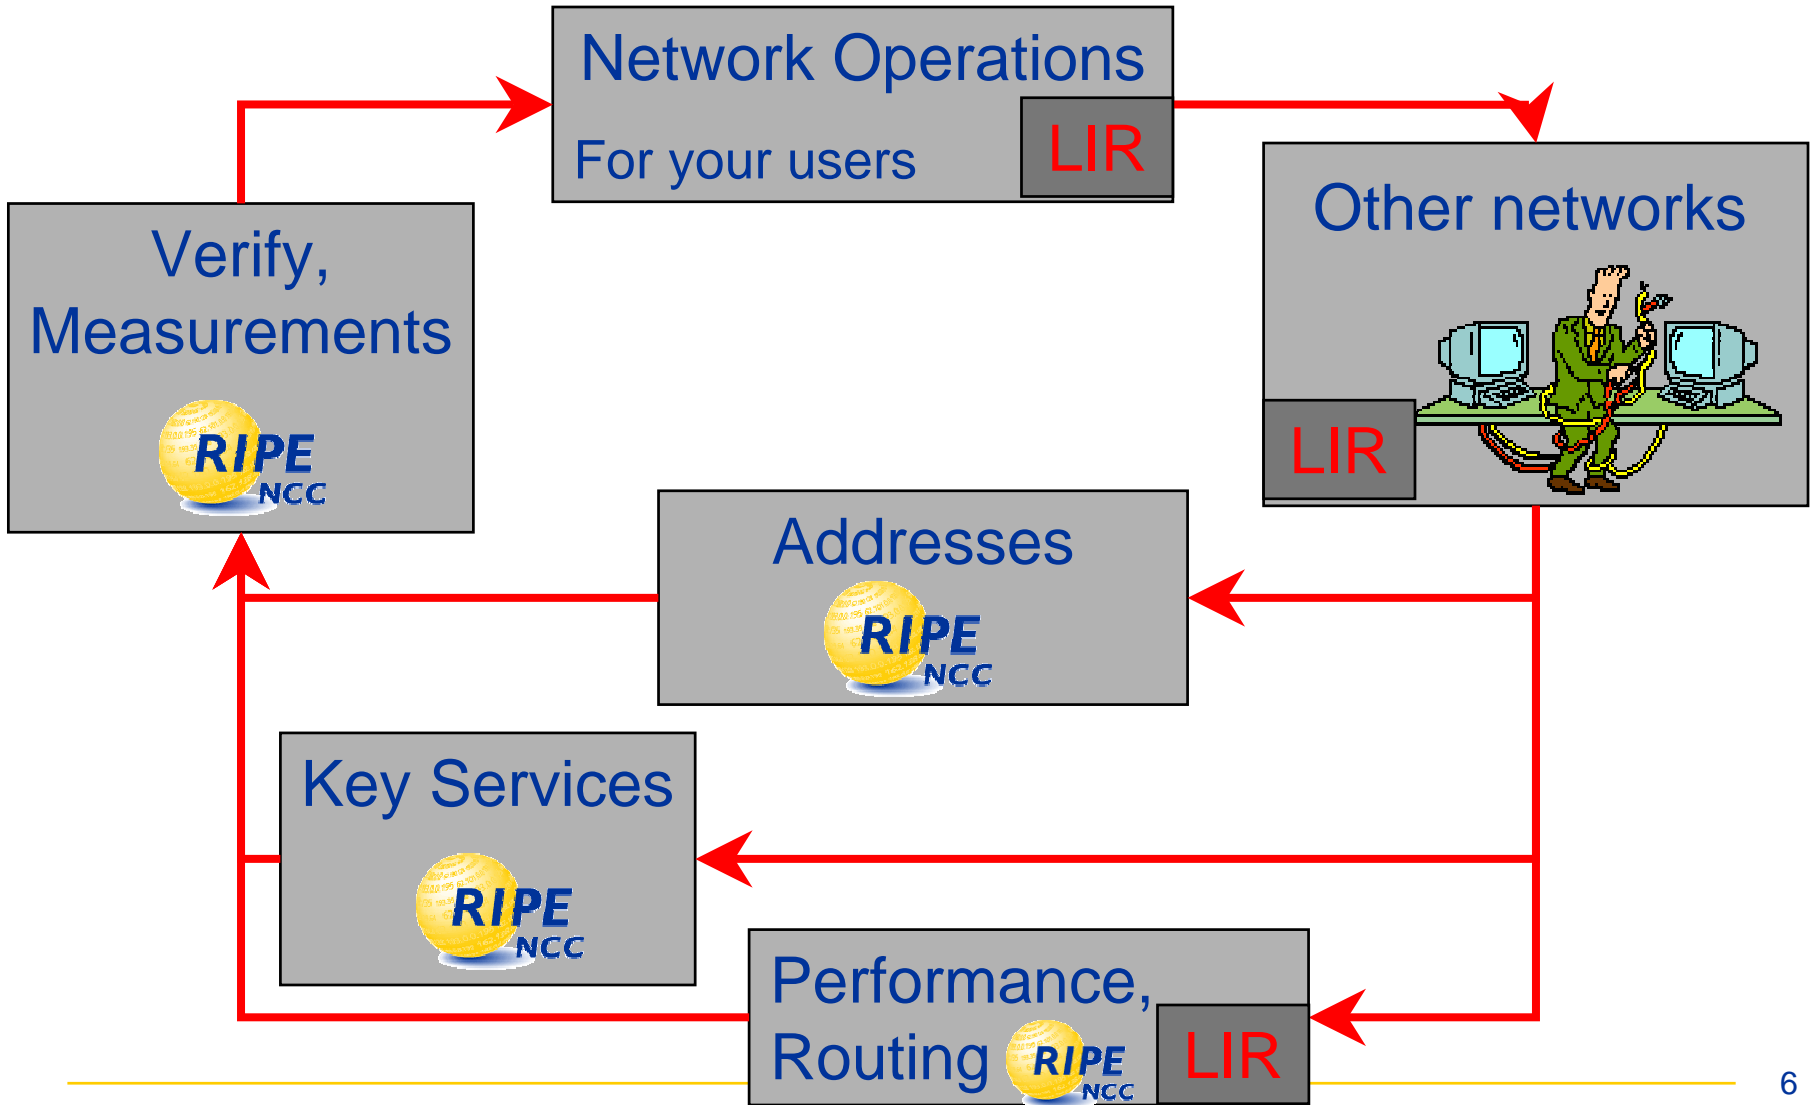 Network Operations
For your users
LIR
Other networks
LIR
Verify,
Measurements
RIPE
NCC
Addresses
RIPE
NCC
Key Services
RIPE
NCC
Performance,
Routing
RIPE
NCC
LIR
6